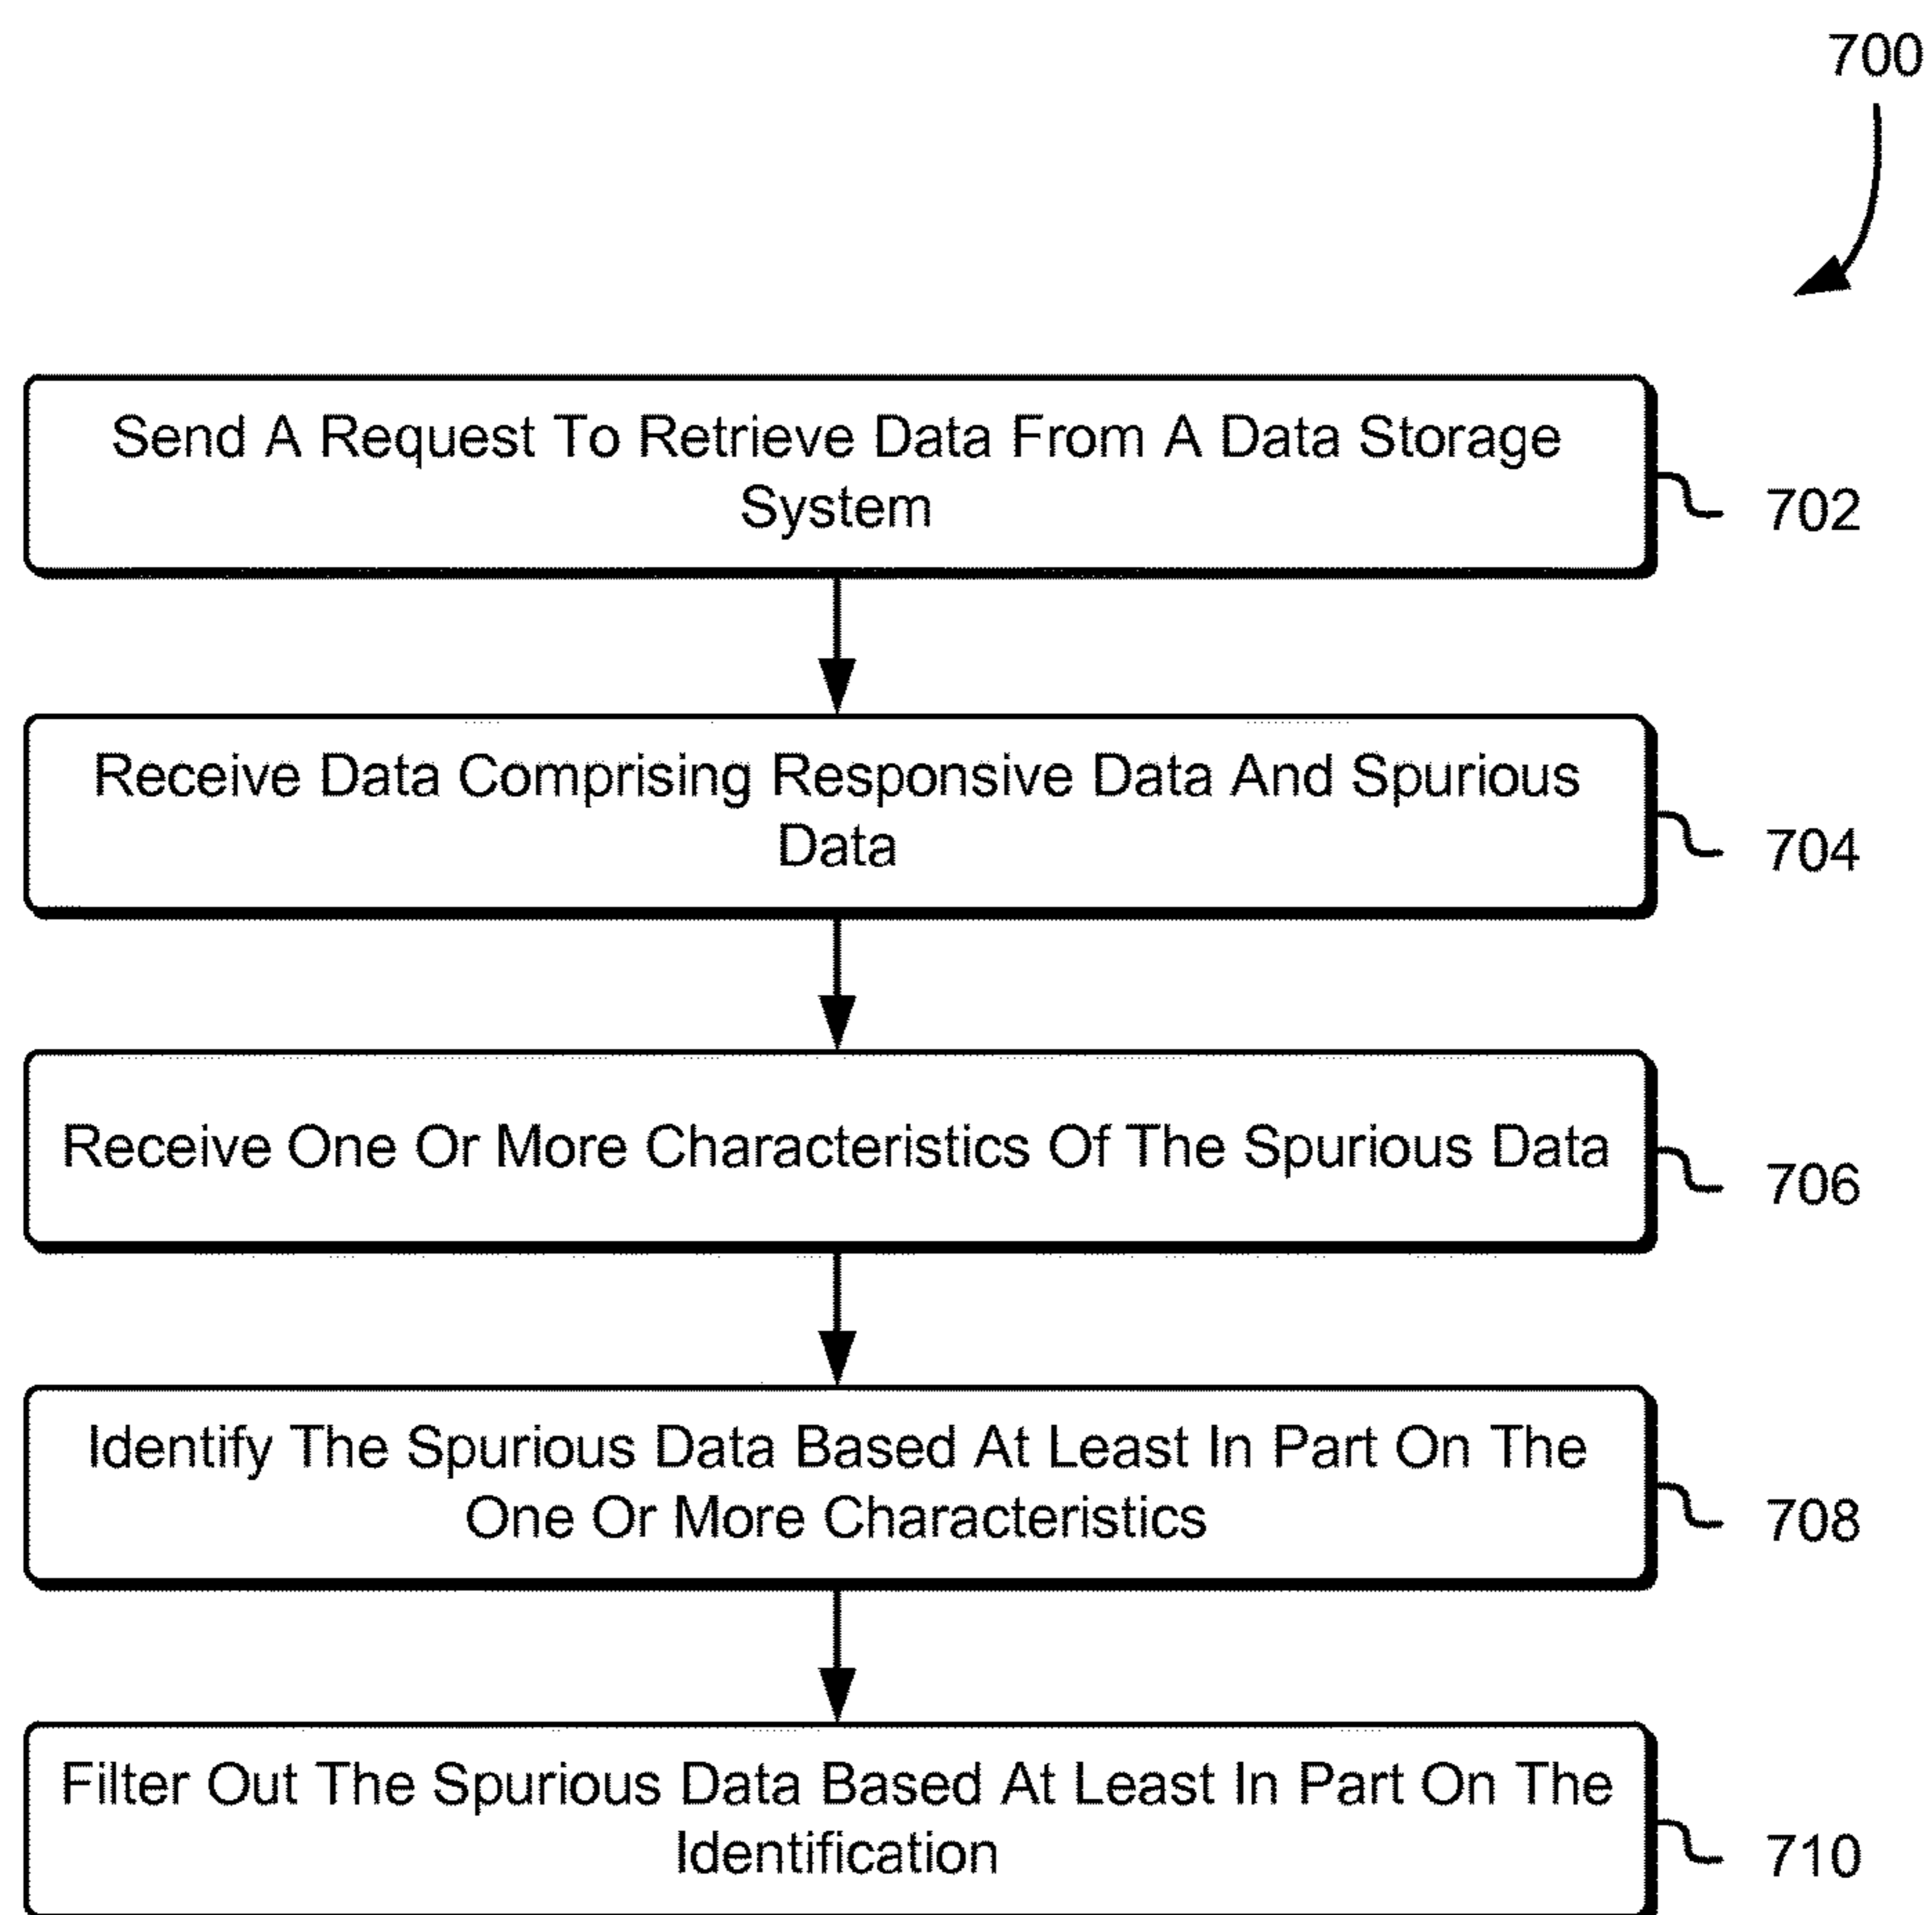 700
Send A Request To Retrieve Data From A Data Storage
System
702
Receive Data Comprising Responsive Data And Spurious
Data
704
Receive One Or More Characteristics Of The Spurious Data
706
Identify The Spurious Data Based At Least In Part On The
One Or More Characteristics
708
Filter Out The Spurious Data Based At Least In Part On The
Identification
710